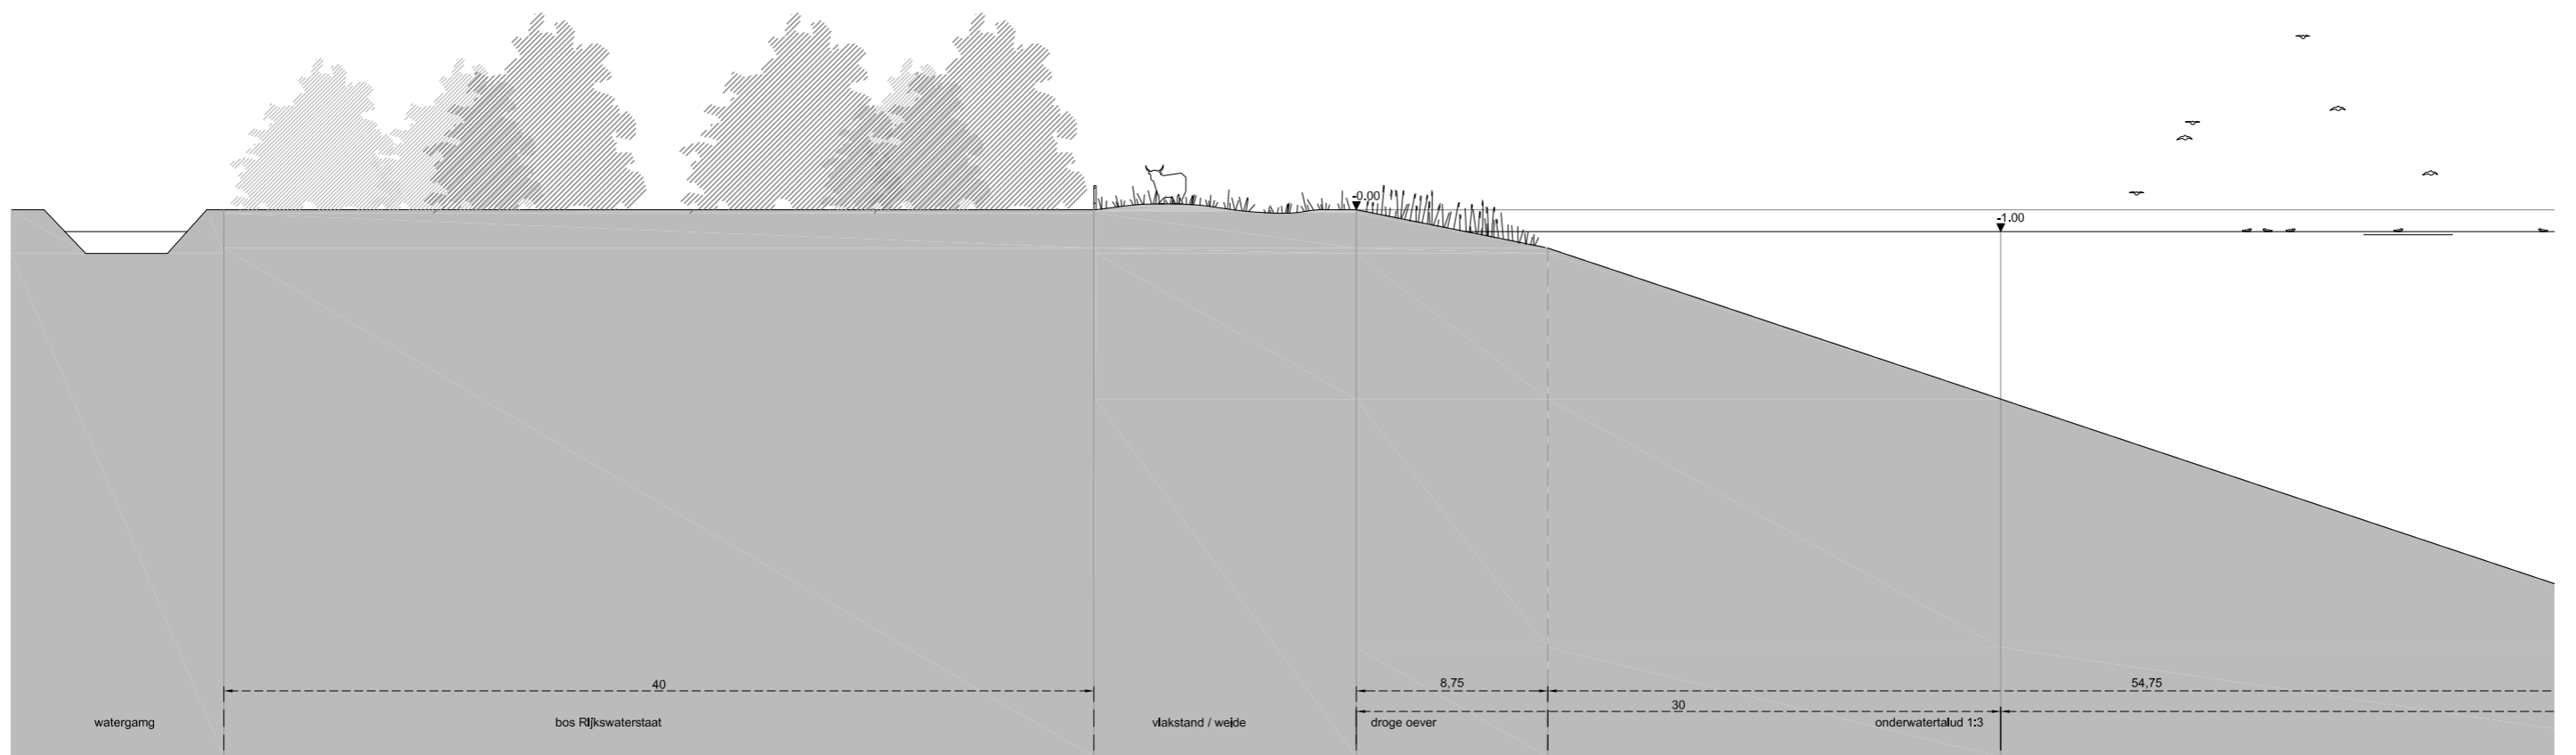 -0.00
-1.00
40
8,75
54,75
30
watergamg
bos Rijkswaterstaat
vlakstand / weide
droge oever
onderwatertalud 1:3